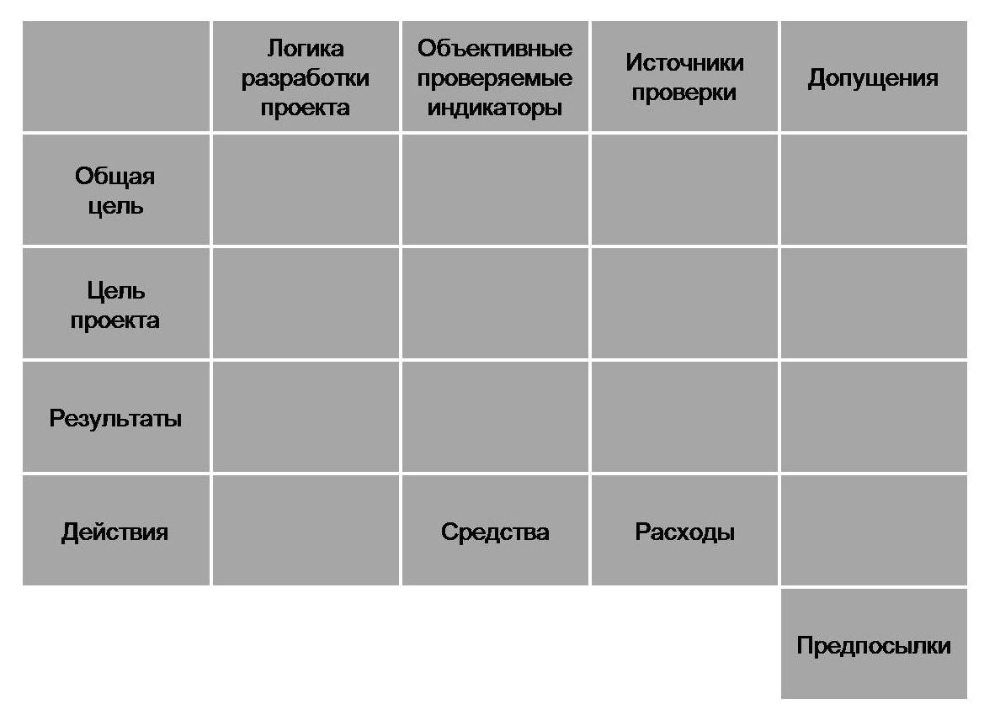 Логика
разработки
проекта
Объективные
проверяемые
индикаторы
Источники
проверки
Допущения
Общая
цель
Цель
проекта
Результаты
Действия
Средства
Расходы
Предпосылки